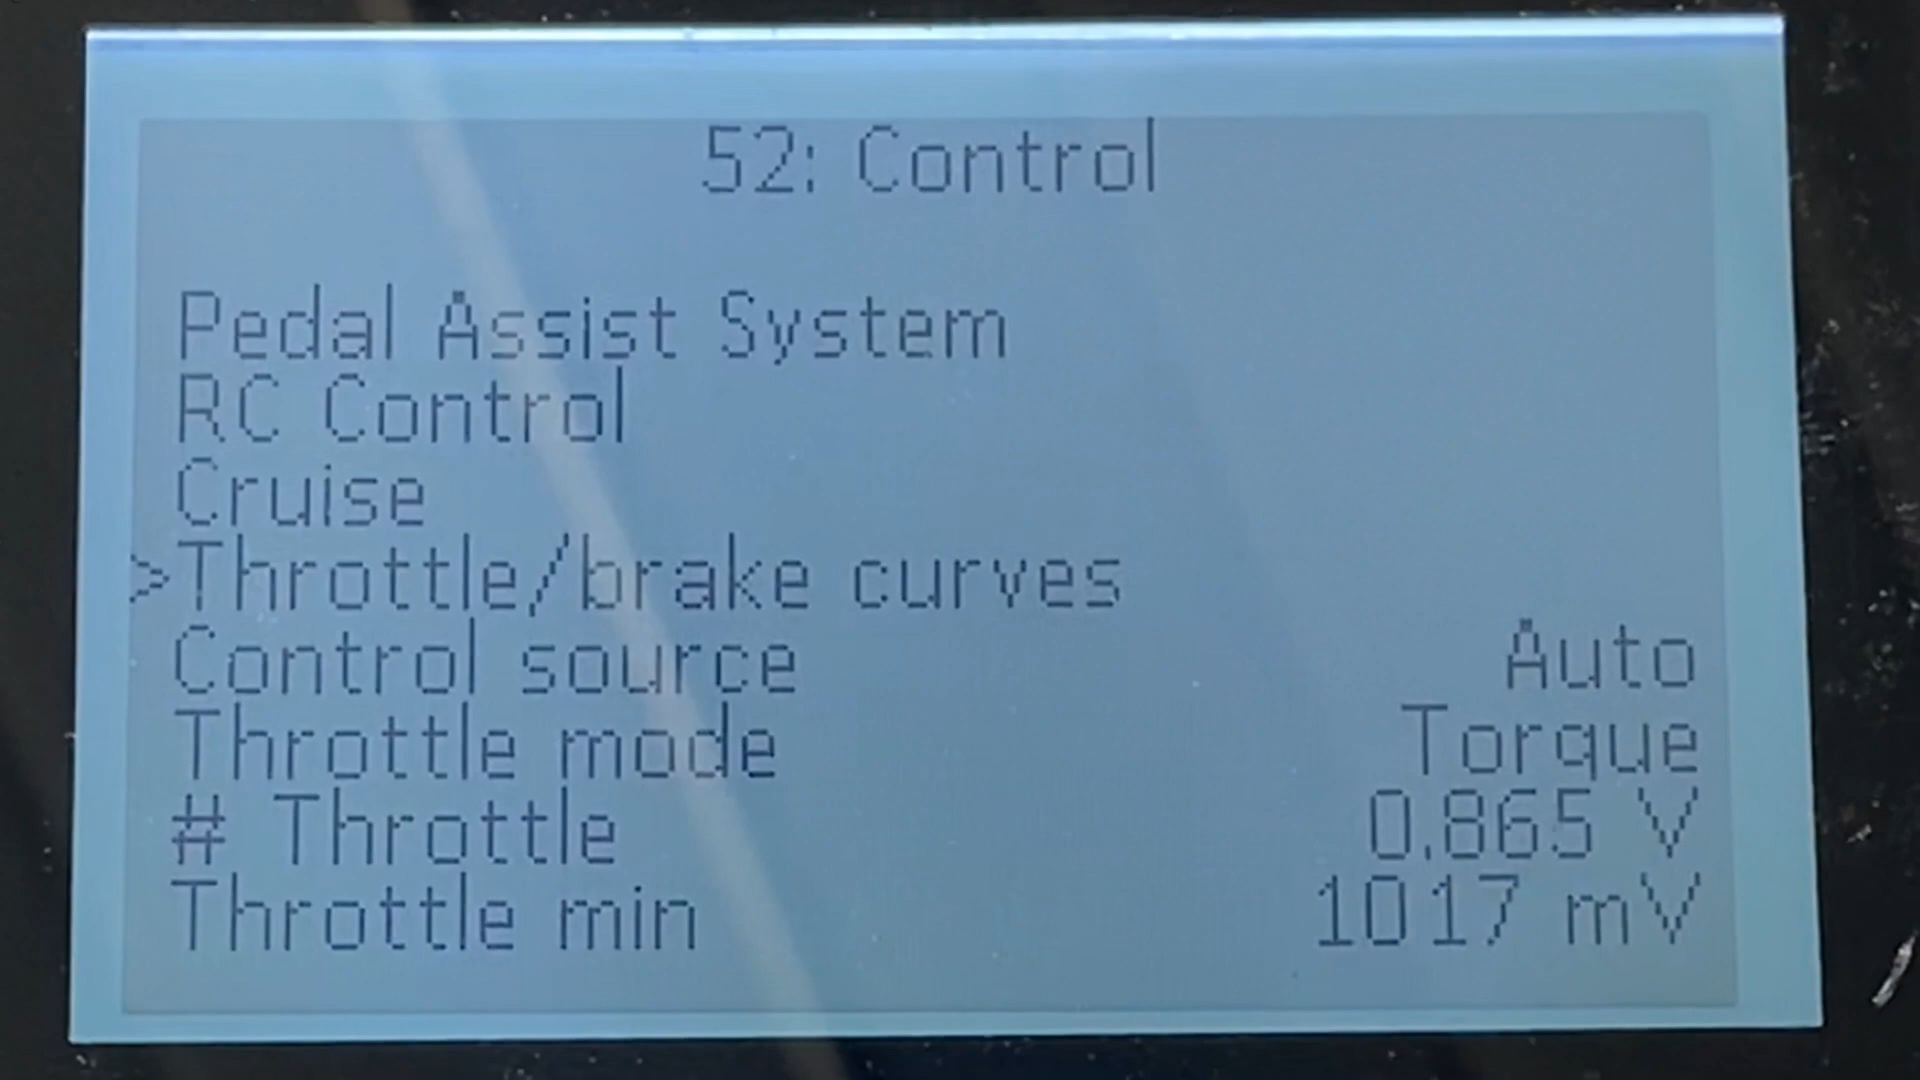 52: Control
Pedal Assist System
RC Control
Cruise
>Throttle/brake curves
Control source Auto
Throttle mode Torque
# Throttle 0.865 V
Throttle min 1017 mV